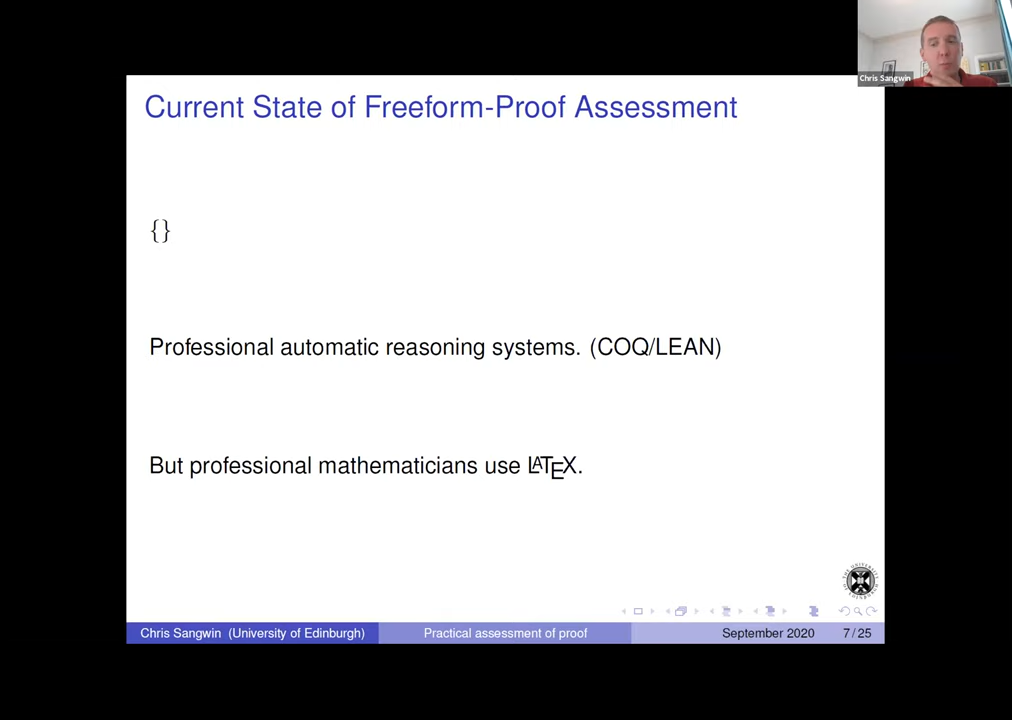 Chris Sangwin
Current State of Freeform-Proof Assessment
{}
Professional automatic reasoning systems. (COQ/LEAN)
But professional mathematicians use LATEX.
Chris Sangwin (University of Edinburgh) Practical assessment of proof September 2020 7 / 25